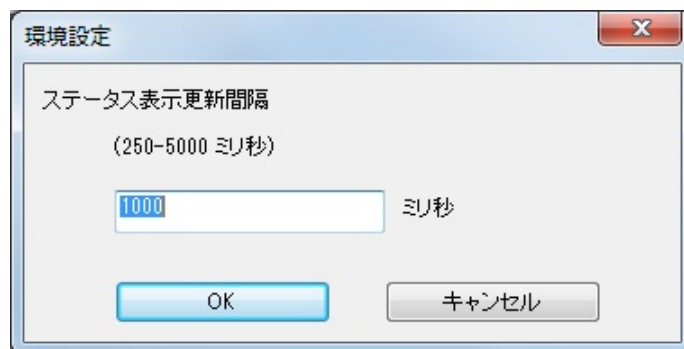 環境設定
ステータス表示更新間隔
(250-5000 ミリ秒)
1000 ミリ秒
OK キャンセル